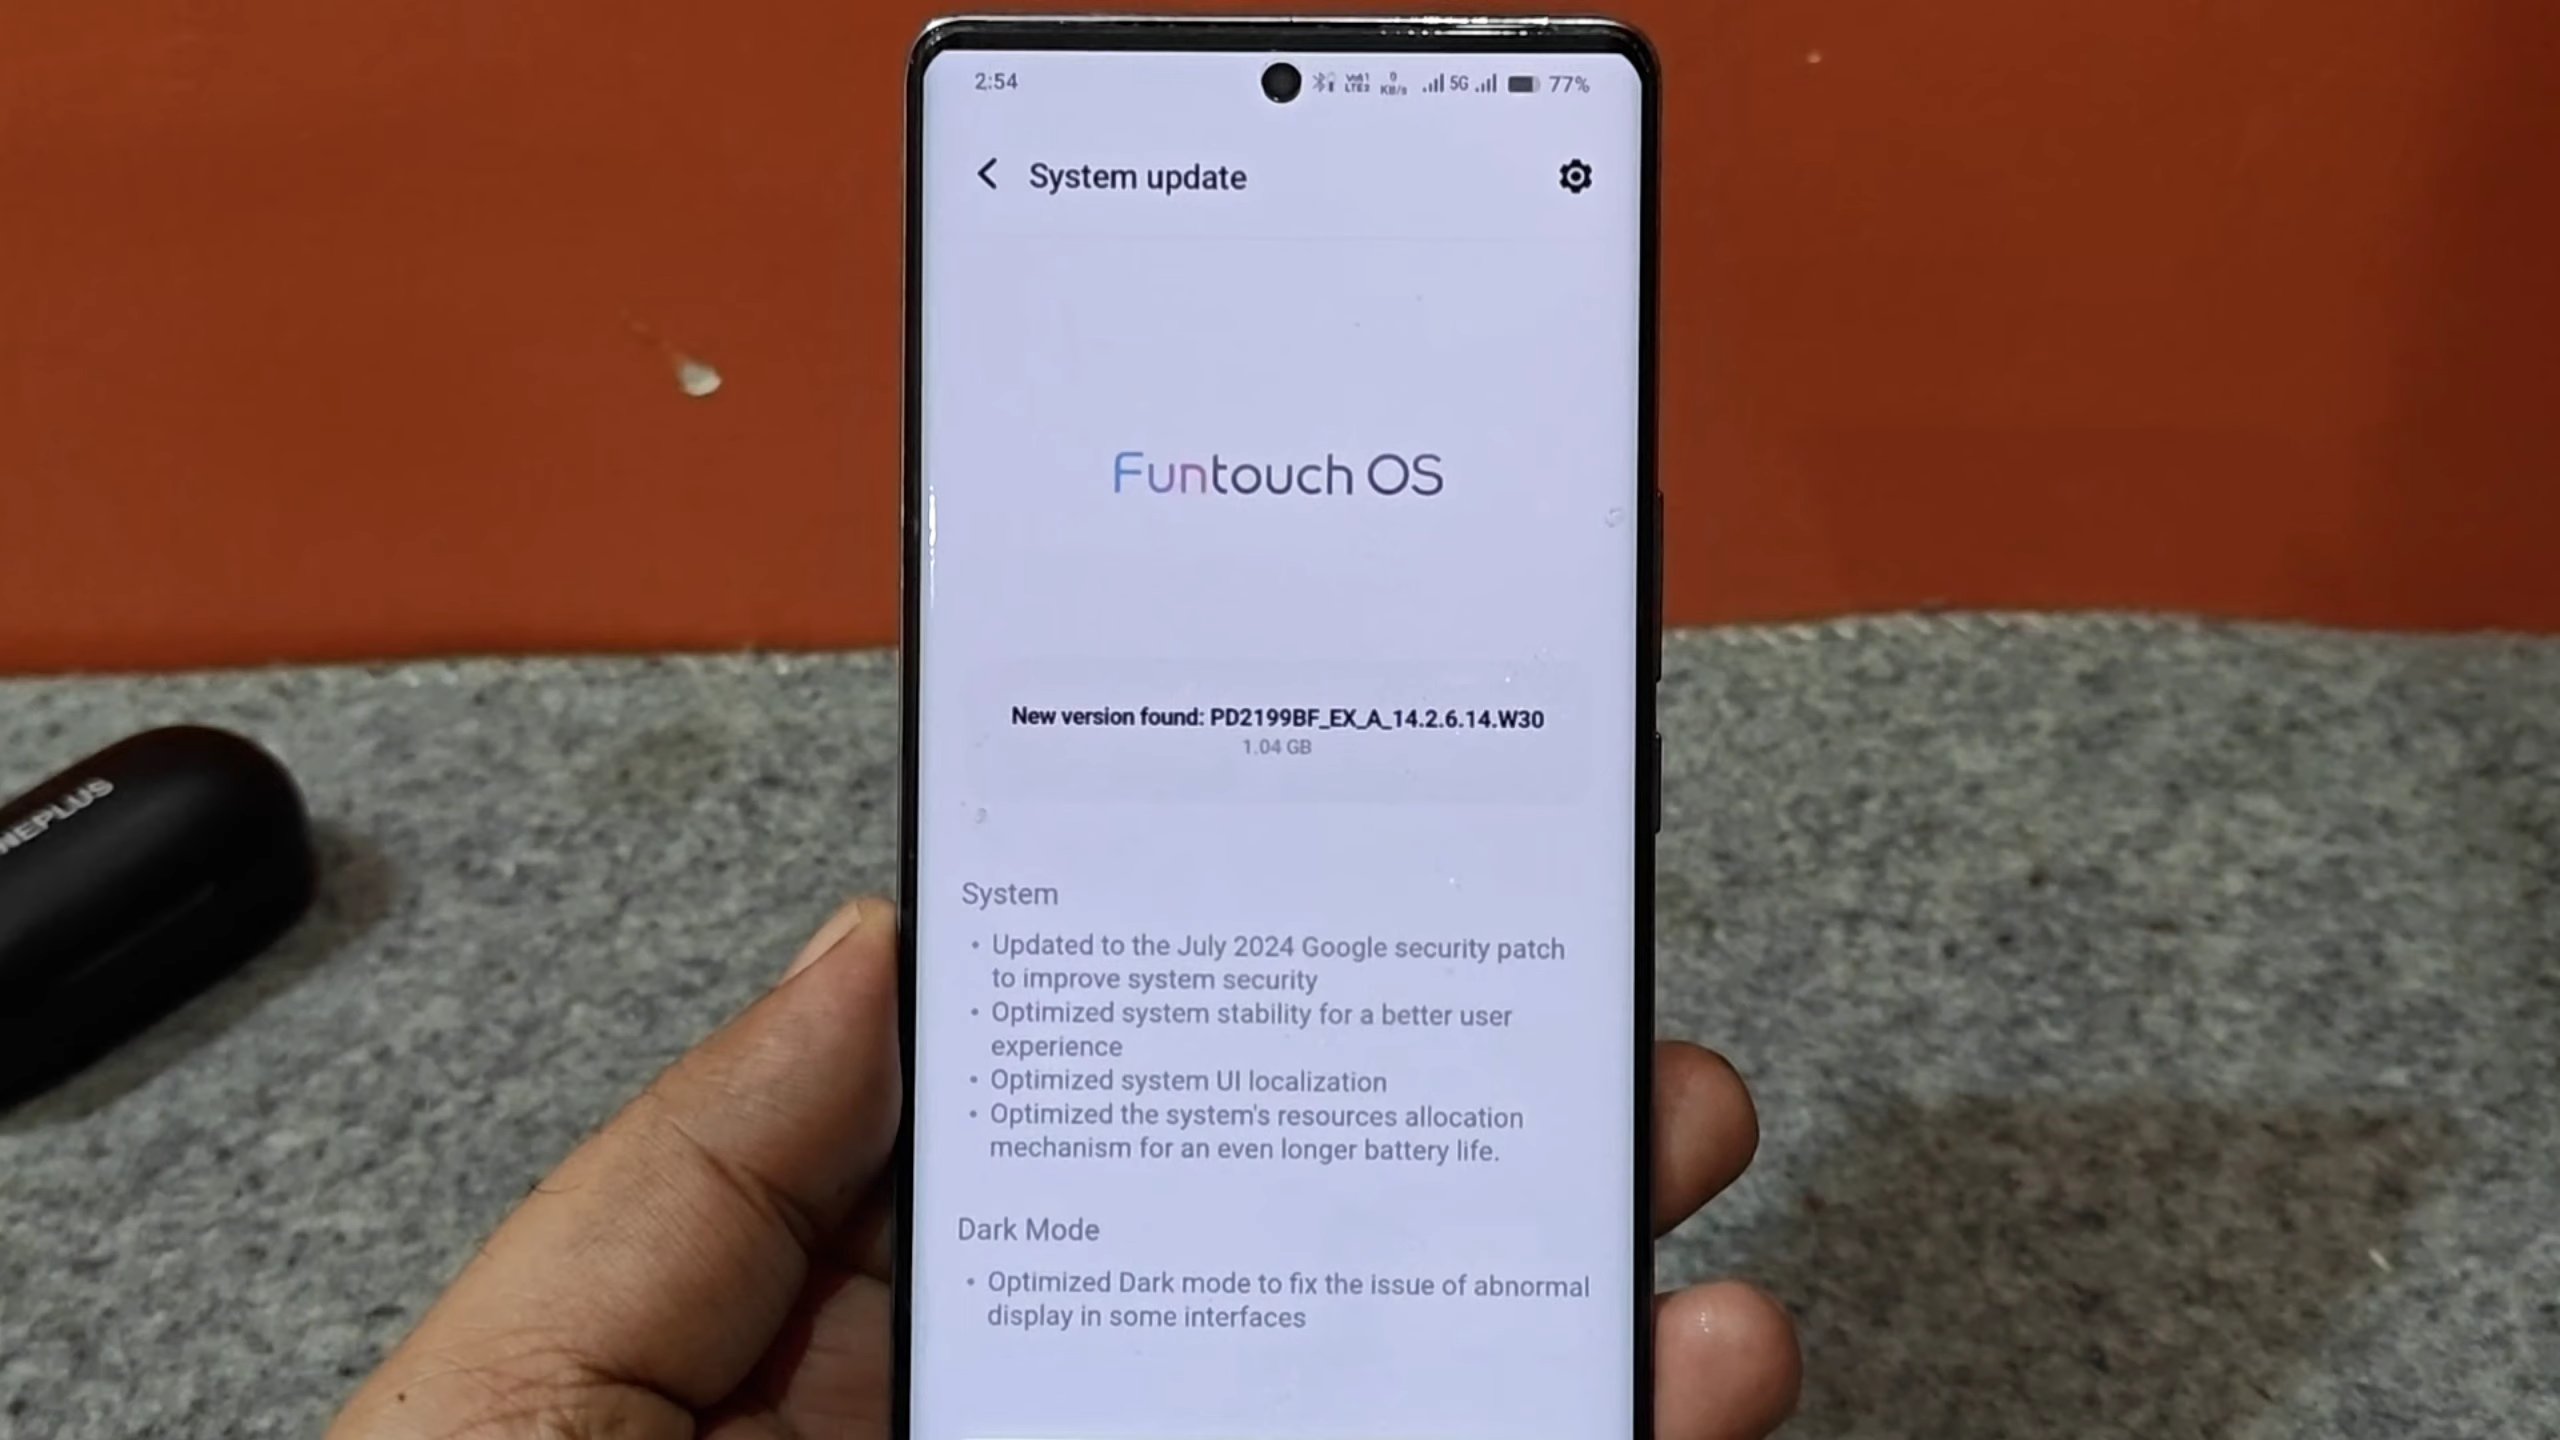 2:54
KB/s 5G 77%
System update
Funtouch OS
New version found: PD2199BF_EX_A_14.2.6.14.W30
1.04 GB
System
• Updated to the July 2024 Google security patch
to improve system security
• Optimized system stability for a better user
experience
• Optimized system UI localization
• Optimized the system's resources allocation
mechanism for an even longer battery life.
Dark Mode
• Optimized Dark mode to fix the issue of abnormal
display in some interfaces
NEPLUS